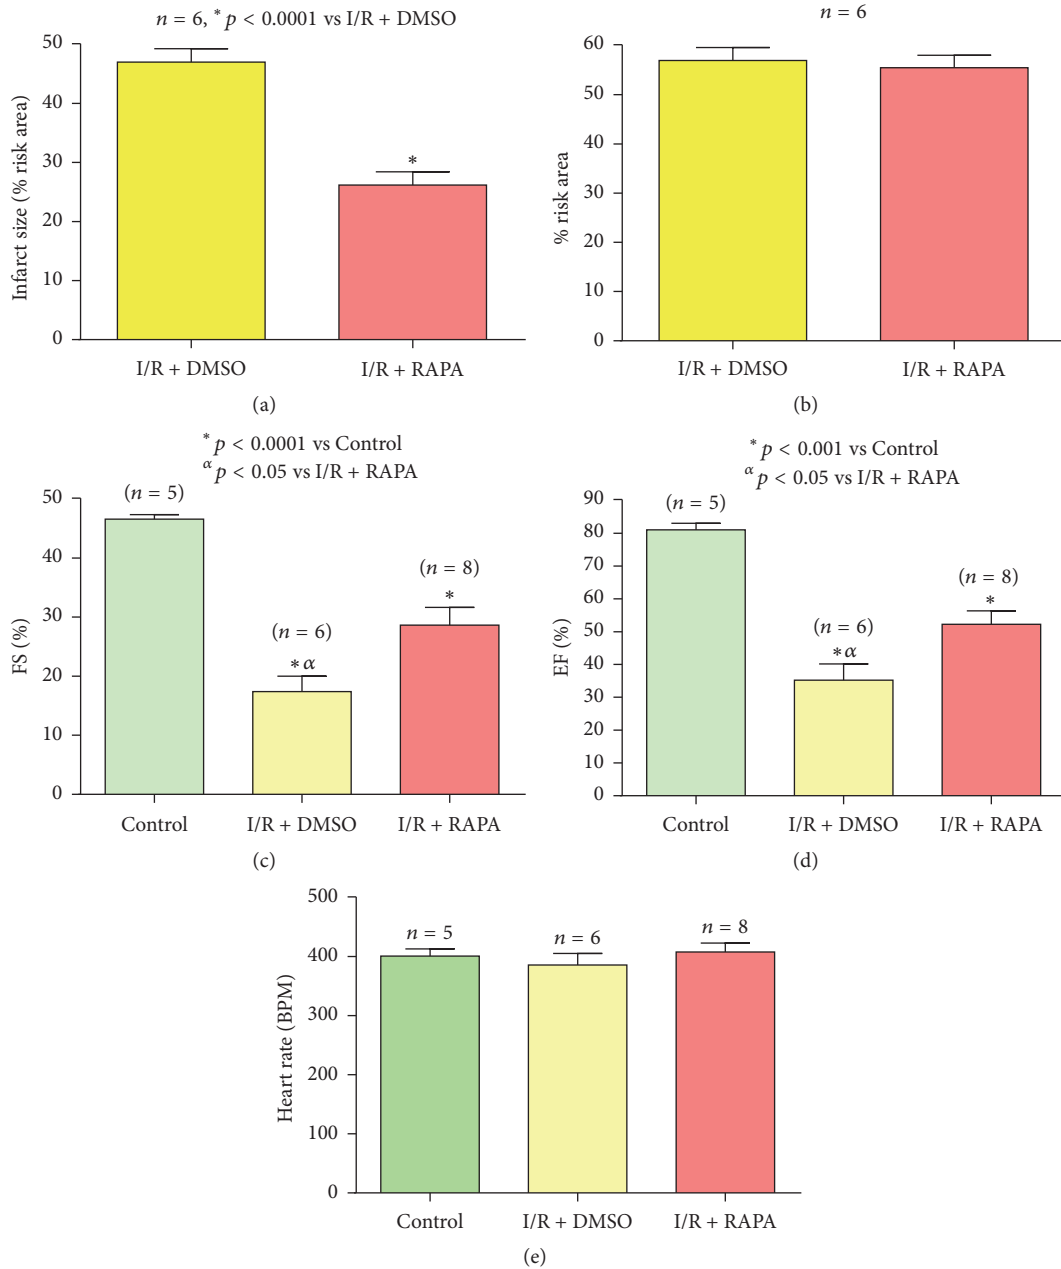 n = 6, * p < 0.0001 vs I/R + DMSO
50
40
30
20
10
0
Infarct size (% risk area)
*
I/R + DMSO
I/R + RAPA
(a)
n = 6
60
50
40
30
20
10
0
% risk area
I/R + DMSO
I/R + RAPA
(b)
* p < 0.0001 vs Control
α p < 0.05 vs I/R + RAPA
50
40
30
20
10
0
FS (%)
(n = 5)
(n = 6)
* α
(n = 8)
*
Control
I/R + DMSO
I/R + RAPA
(c)
* p < 0.001 vs Control
α p < 0.05 vs I/R + RAPA
90
80
70
60
50
40
30
20
10
0
EF (%)
(n = 5)
(n = 6)
* α
(n = 8)
*
Control
I/R + DMSO
I/R + RAPA
(d)
500
400
300
200
100
0
Heart rate (BPM)
n = 5
n = 6
n = 8
Control
I/R + DMSO
I/R + RAPA
(e)